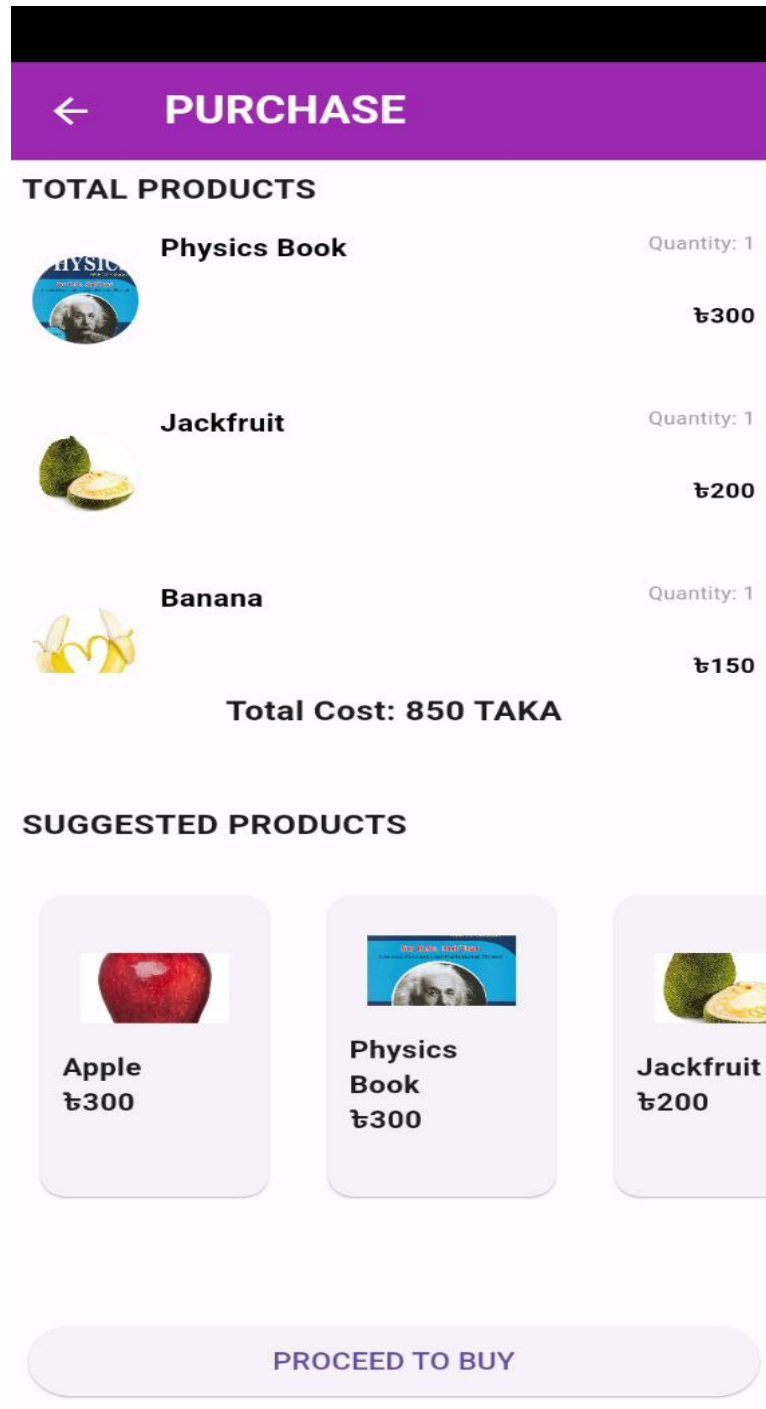 PURCHASE
TOTAL PRODUCTS
Physics Book
Quantity: 1
৳300
Jackfruit
Quantity: 1
৳200
Banana
Quantity: 1
৳150
Total Cost: 850 TAKA
SUGGESTED PRODUCTS
Apple
৳300
Physics
Book
৳300
Jackfruit
৳200
PROCEED TO BUY